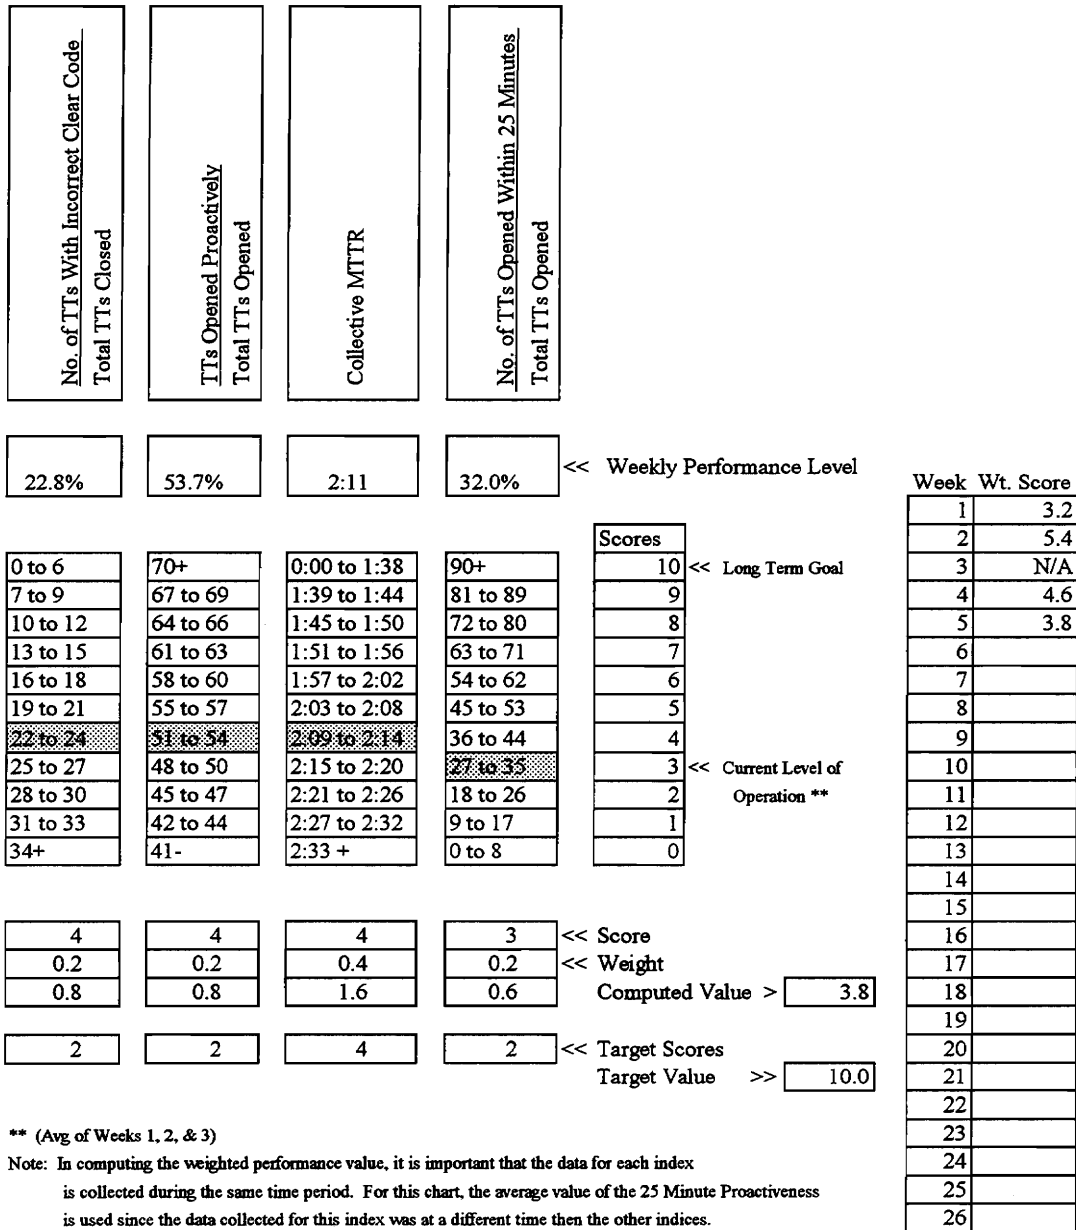 No. of TTs With Incorrect Clear Code
Total TTs Closed
TTs Opened Proactively
Total TTs Opened
Collective MTTR
No. of TTs Opened Within 25 Minutes
Total TTs Opened
22.8% 53.7% 2:11 32.0% << Weekly Performance Level
Scores
0 to 6 70+ 0:00 to 1:38 90+ 10 << Long Term Goal
7 to 9 67 to 69 1:39 to 1:44 81 to 89 9
10 to 12 64 to 66 1:45 to 1:50 72 to 80 8
13 to 15 61 to 63 1:51 to 1:56 63 to 71 7
16 to 18 58 to 60 1:57 to 2:02 54 to 62 6
19 to 21 55 to 57 2:03 to 2:08 45 to 53 5
22 to 24 51 to 54 2:09 to 2:14 36 to 44 4
25 to 27 48 to 50 2:15 to 2:20 27 to 35 3 << Current Level of
28 to 30 45 to 47 2:21 to 2:26 18 to 26 2 Operation **
31 to 33 42 to 44 2:27 to 2:32 9 to 17 1
34+ 41- 2:33 + 0 to 8 0
4 4 4 3 << Score
0.2 0.2 0.4 0.2 << Weight
0.8 0.8 1.6 0.6 Computed Value > 3.8
2 2 4 2 << Target Scores
Target Value >> 10.0
** (Avg of Weeks 1, 2, & 3)
Note: In computing the weighted performance value, it is important that the data for each index
is collected during the same time period. For this chart, the average value of the 25 Minute Proactiveness
is used since the data collected for this index was at a different time then the other indices.
Week Wt. Score
1 3.2
2 5.4
3 N/A
4 4.6
5 3.8
6
7
8
9
10
11
12
13
14
15
16
17
18
19
20
21
22
23
24
25
26